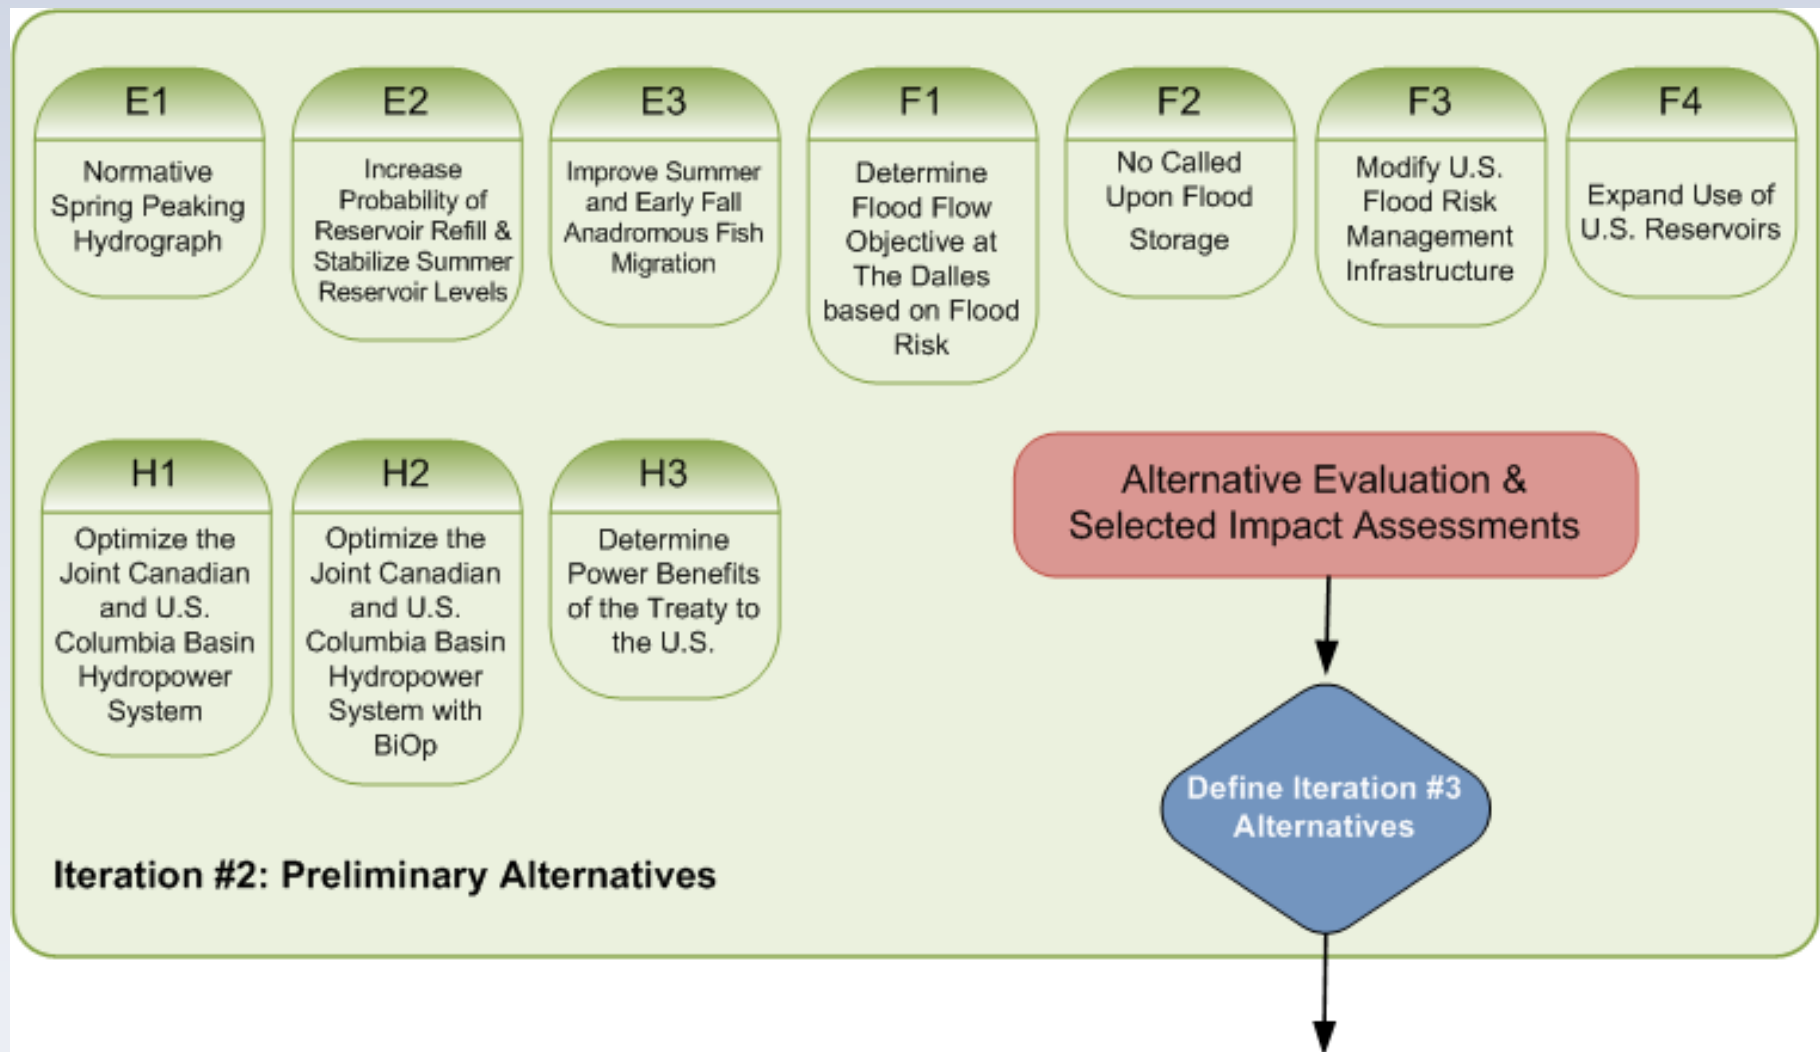 E1
Normative
Spring Peaking
Hydrograph
E2
Increase
Probability of
Reservoir Refill &
Stabilize Summer
Reservoir Levels
E3
Improve Summer
and Early Fall
Anadromous Fish
Migration
F1
Determine
Flood Flow
Objective at
The Dalles
based on Flood
Risk
F2
No Called
Upon Flood
Storage
F3
Modify U.S.
Flood Risk
Management
Infrastructure
F4
Expand Use of
U.S. Reservoirs
H1
Optimize the
Joint Canadian
and U.S.
Columbia Basin
Hydropower
System
H2
Optimize the
Joint Canadian
and U.S.
Columbia Basin
Hydropower
System with
BiOp
H3
Determine
Power Benefits
of the Treaty to
the U.S.
Alternative Evaluation &
Selected Impact Assessments
Define Iteration #3
Alternatives
Iteration #2: Preliminary Alternatives